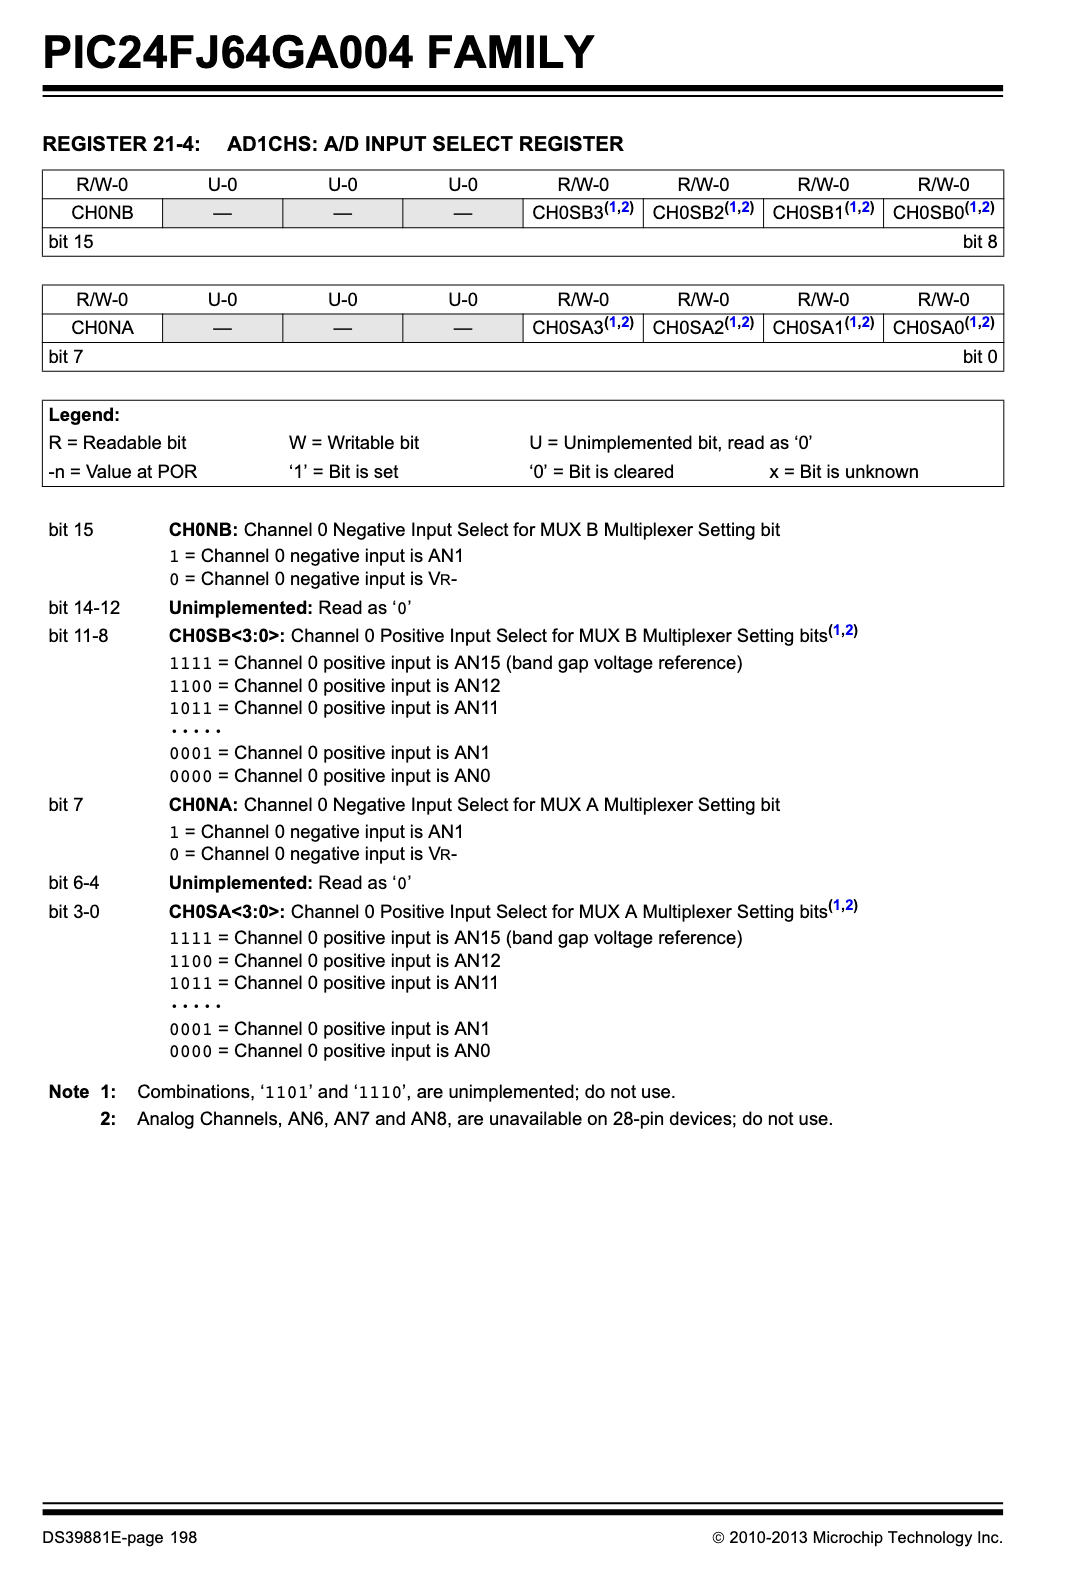 PIC24FJ64GA004 FAMILY
REGISTER 21-4: AD1CHS: A/D INPUT SELECT REGISTER
R/W-0 U-0 U-0 U-0 R/W-0 R/W-0 R/W-0 R/W-0
CH0NB — — — CH0SB3(1,2) CH0SB2(1,2) CH0SB1(1,2) CH0SB0(1,2)
bit 15 bit 8
R/W-0 U-0 U-0 U-0 R/W-0 R/W-0 R/W-0 R/W-0
CH0NA — — — CH0SA3(1,2) CH0SA2(1,2) CH0SA1(1,2) CH0SA0(1,2)
bit 7 bit 0
Legend:
R = Readable bit W = Writable bit U = Unimplemented bit, read as ‘0’
-n = Value at POR ‘1’ = Bit is set ‘0’ = Bit is cleared x = Bit is unknown
bit 15 CH0NB: Channel 0 Negative Input Select for MUX B Multiplexer Setting bit
1 = Channel 0 negative input is AN1
0 = Channel 0 negative input is VR-
bit 14-12 Unimplemented: Read as ‘0’
bit 11-8 CH0SB<3:0>: Channel 0 Positive Input Select for MUX B Multiplexer Setting bits(1,2)
1111 = Channel 0 positive input is AN15 (band gap voltage reference)
1100 = Channel 0 positive input is AN12
1011 = Channel 0 positive input is AN11
.....
0001 = Channel 0 positive input is AN1
0000 = Channel 0 positive input is AN0
bit 7 CH0NA: Channel 0 Negative Input Select for MUX A Multiplexer Setting bit
1 = Channel 0 negative input is AN1
0 = Channel 0 negative input is VR-
bit 6-4 Unimplemented: Read as ‘0’
bit 3-0 CH0SA<3:0>: Channel 0 Positive Input Select for MUX A Multiplexer Setting bits(1,2)
1111 = Channel 0 positive input is AN15 (band gap voltage reference)
1100 = Channel 0 positive input is AN12
1011 = Channel 0 positive input is AN11
.....
0001 = Channel 0 positive input is AN1
0000 = Channel 0 positive input is AN0
Note 1: Combinations, ‘1101’ and ‘1110’, are unimplemented; do not use.
2: Analog Channels, AN6, AN7 and AN8, are unavailable on 28-pin devices; do not use.
DS39881E-page 198 © 2010-2013 Microchip Technology Inc.